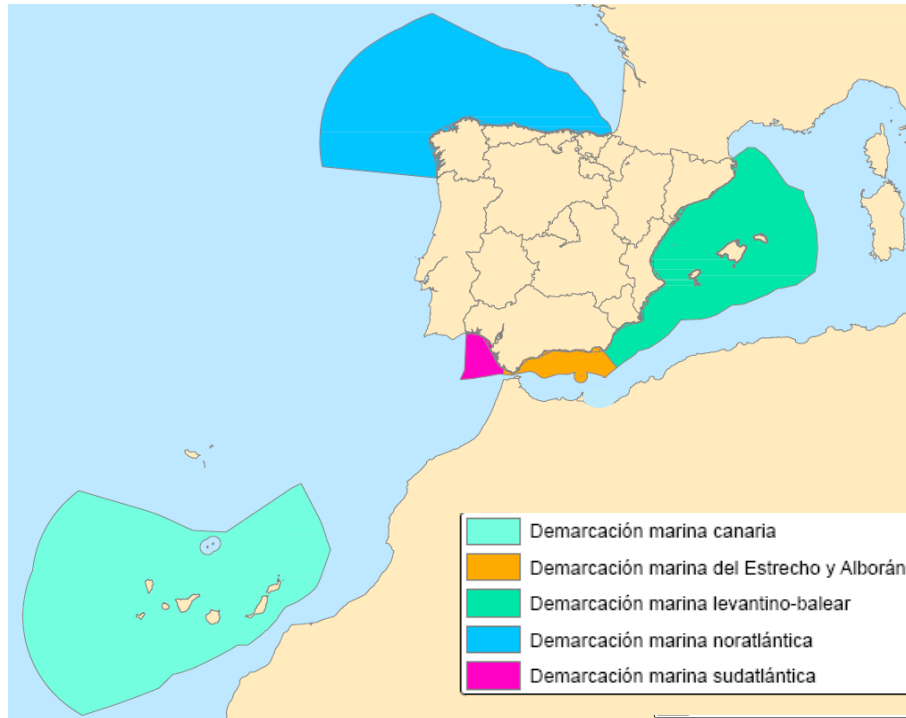 Demarcación marina canaria
Demarcación marina del Estrecho y Alborán
Demarcación marina levantino-balear
Demarcación marina noratlántica
Demarcación marina sudatlántica